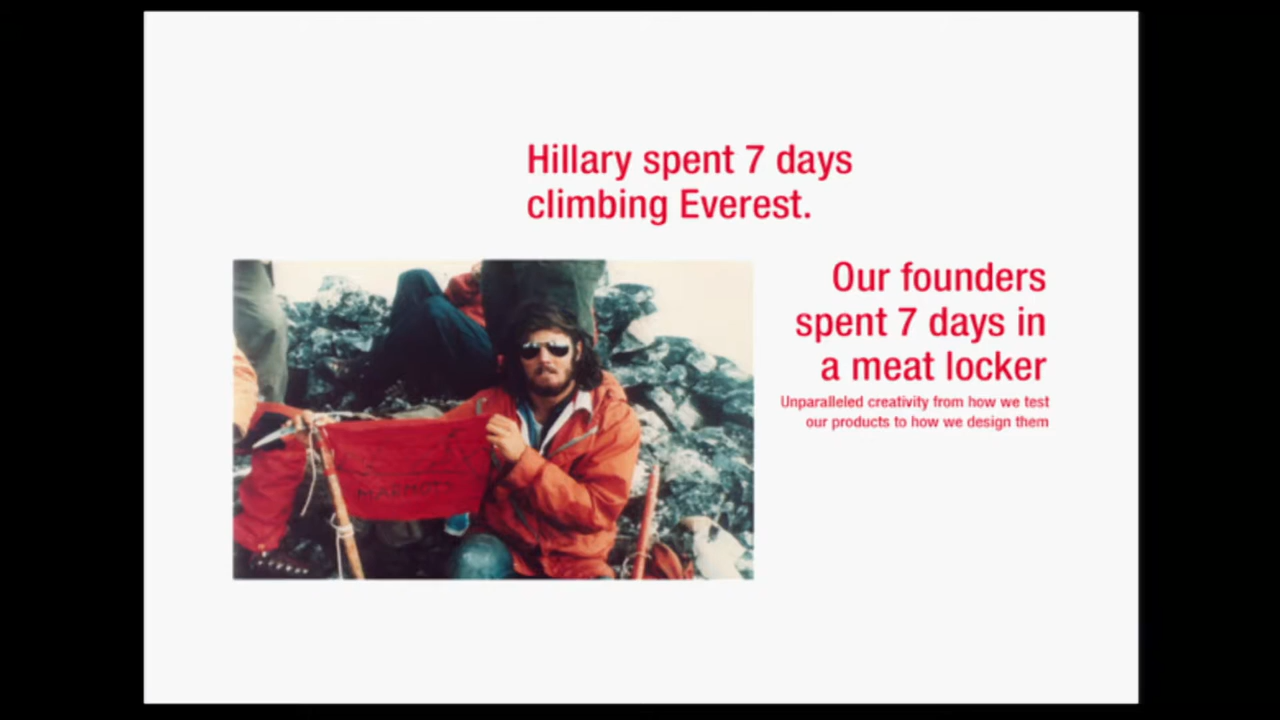 Hillary spent 7 days
climbing Everest.
Our founders
spent 7 days in
a meat locker
Unparalleled creativity from how we test
our products to how we design them
MARMOTS